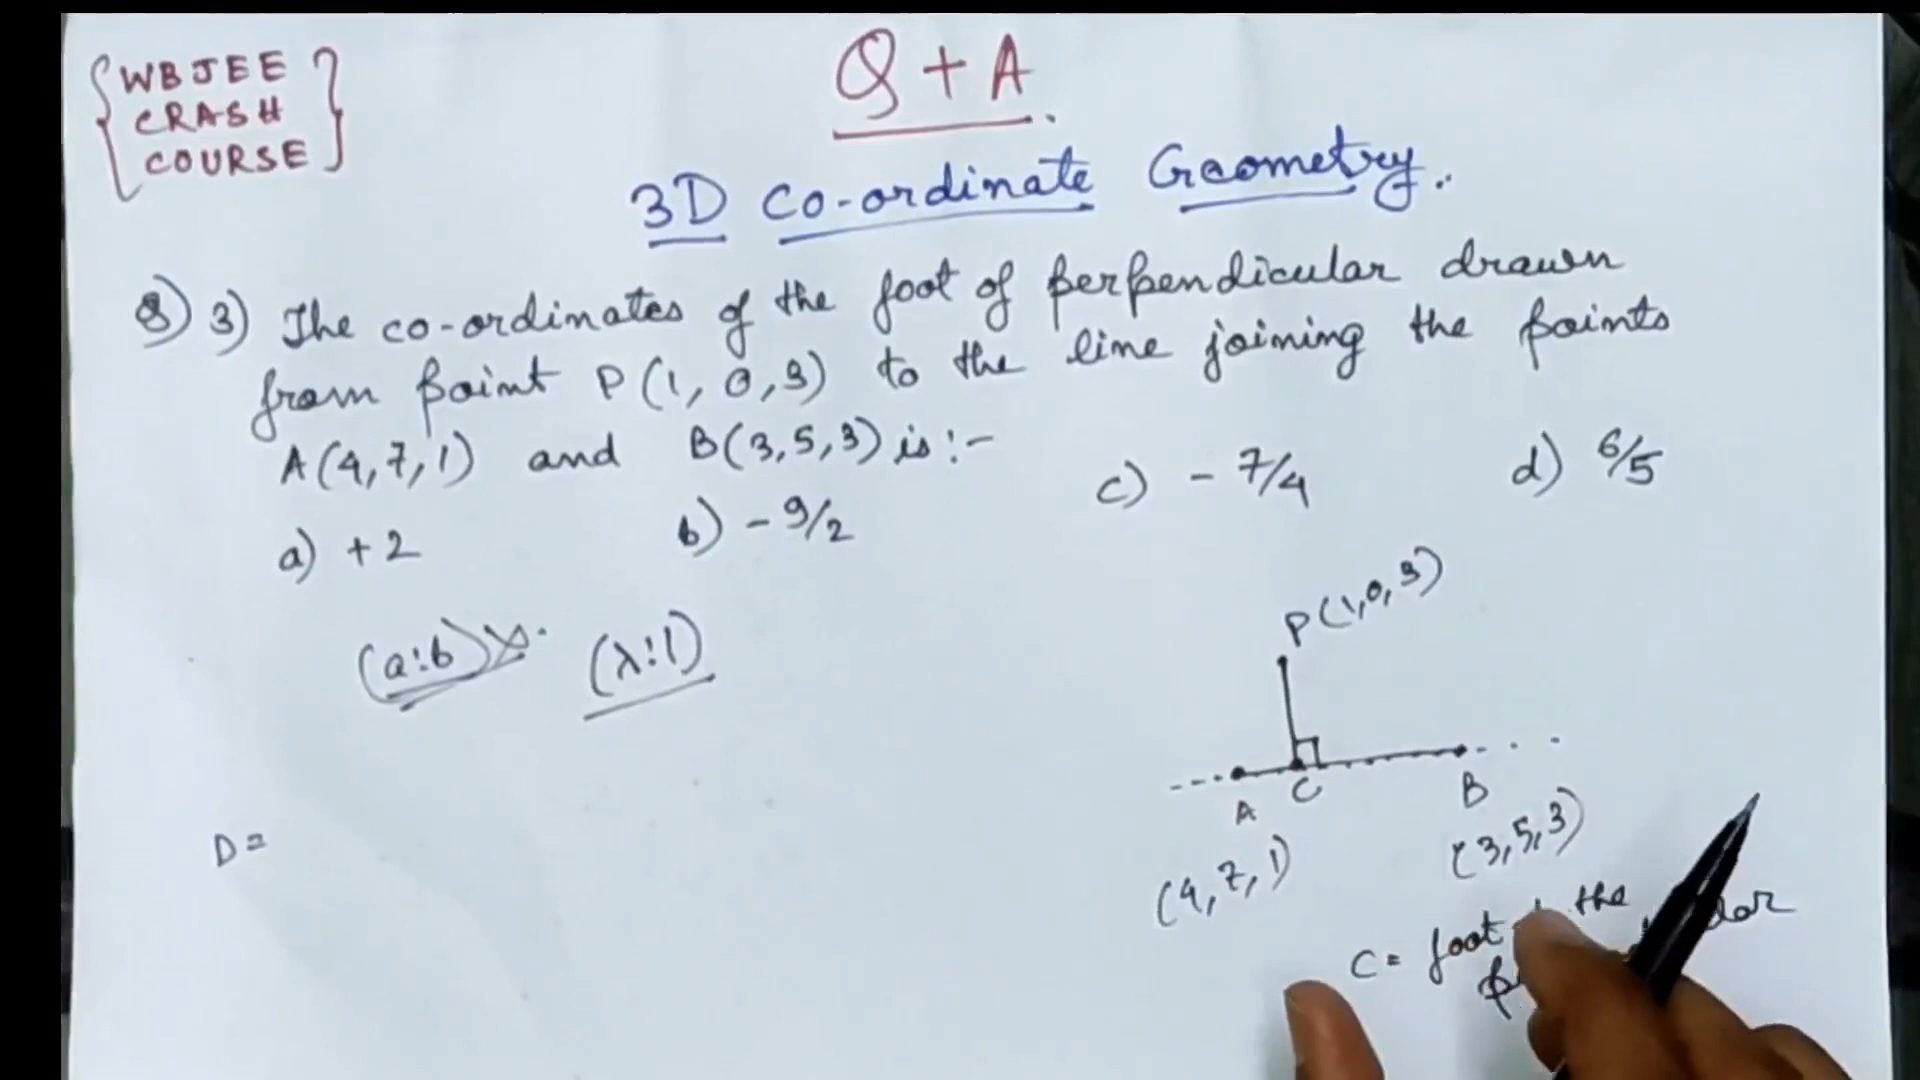 WBJEE
CRASH
COURSE
Q + A
3D Co-ordinate Geometry.
Q) 3) The co-ordinates of the foot of perpendicular drawn
from point P(1, 0, 3) to the line joining the points
A(4, 7, 1) and B(3, 5, 3) is :-
a) +2 b) - 9/2 c) - 7/4 d) 6/5
(a:b) (λ:1)
P(1, 0, 3)
A C B
(4, 7, 1) (3, 5, 3)
D =
C = foot the